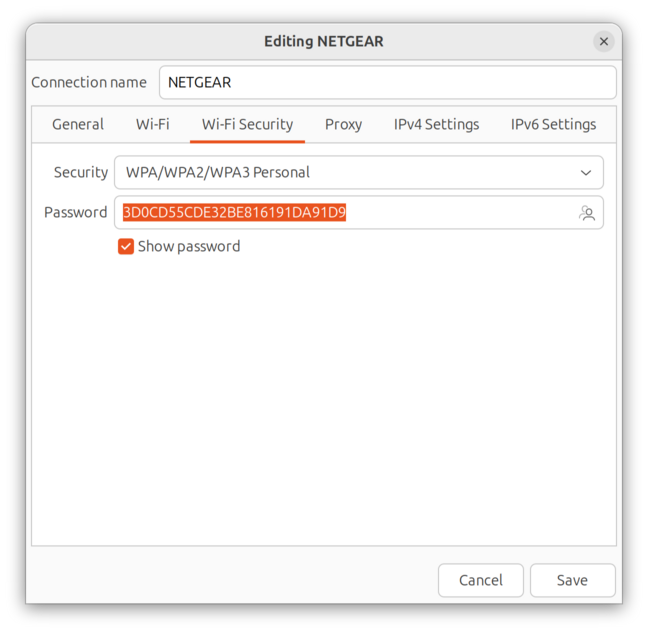 Editing NETGEAR
Connection name NETGEAR
General Wi-Fi Wi-Fi Security Proxy IPv4 Settings IPv6 Settings
Security WPA/WPA2/WPA3 Personal
Password 3D0CD55CDE32BE816191DA91D9
Show password
Cancel Save